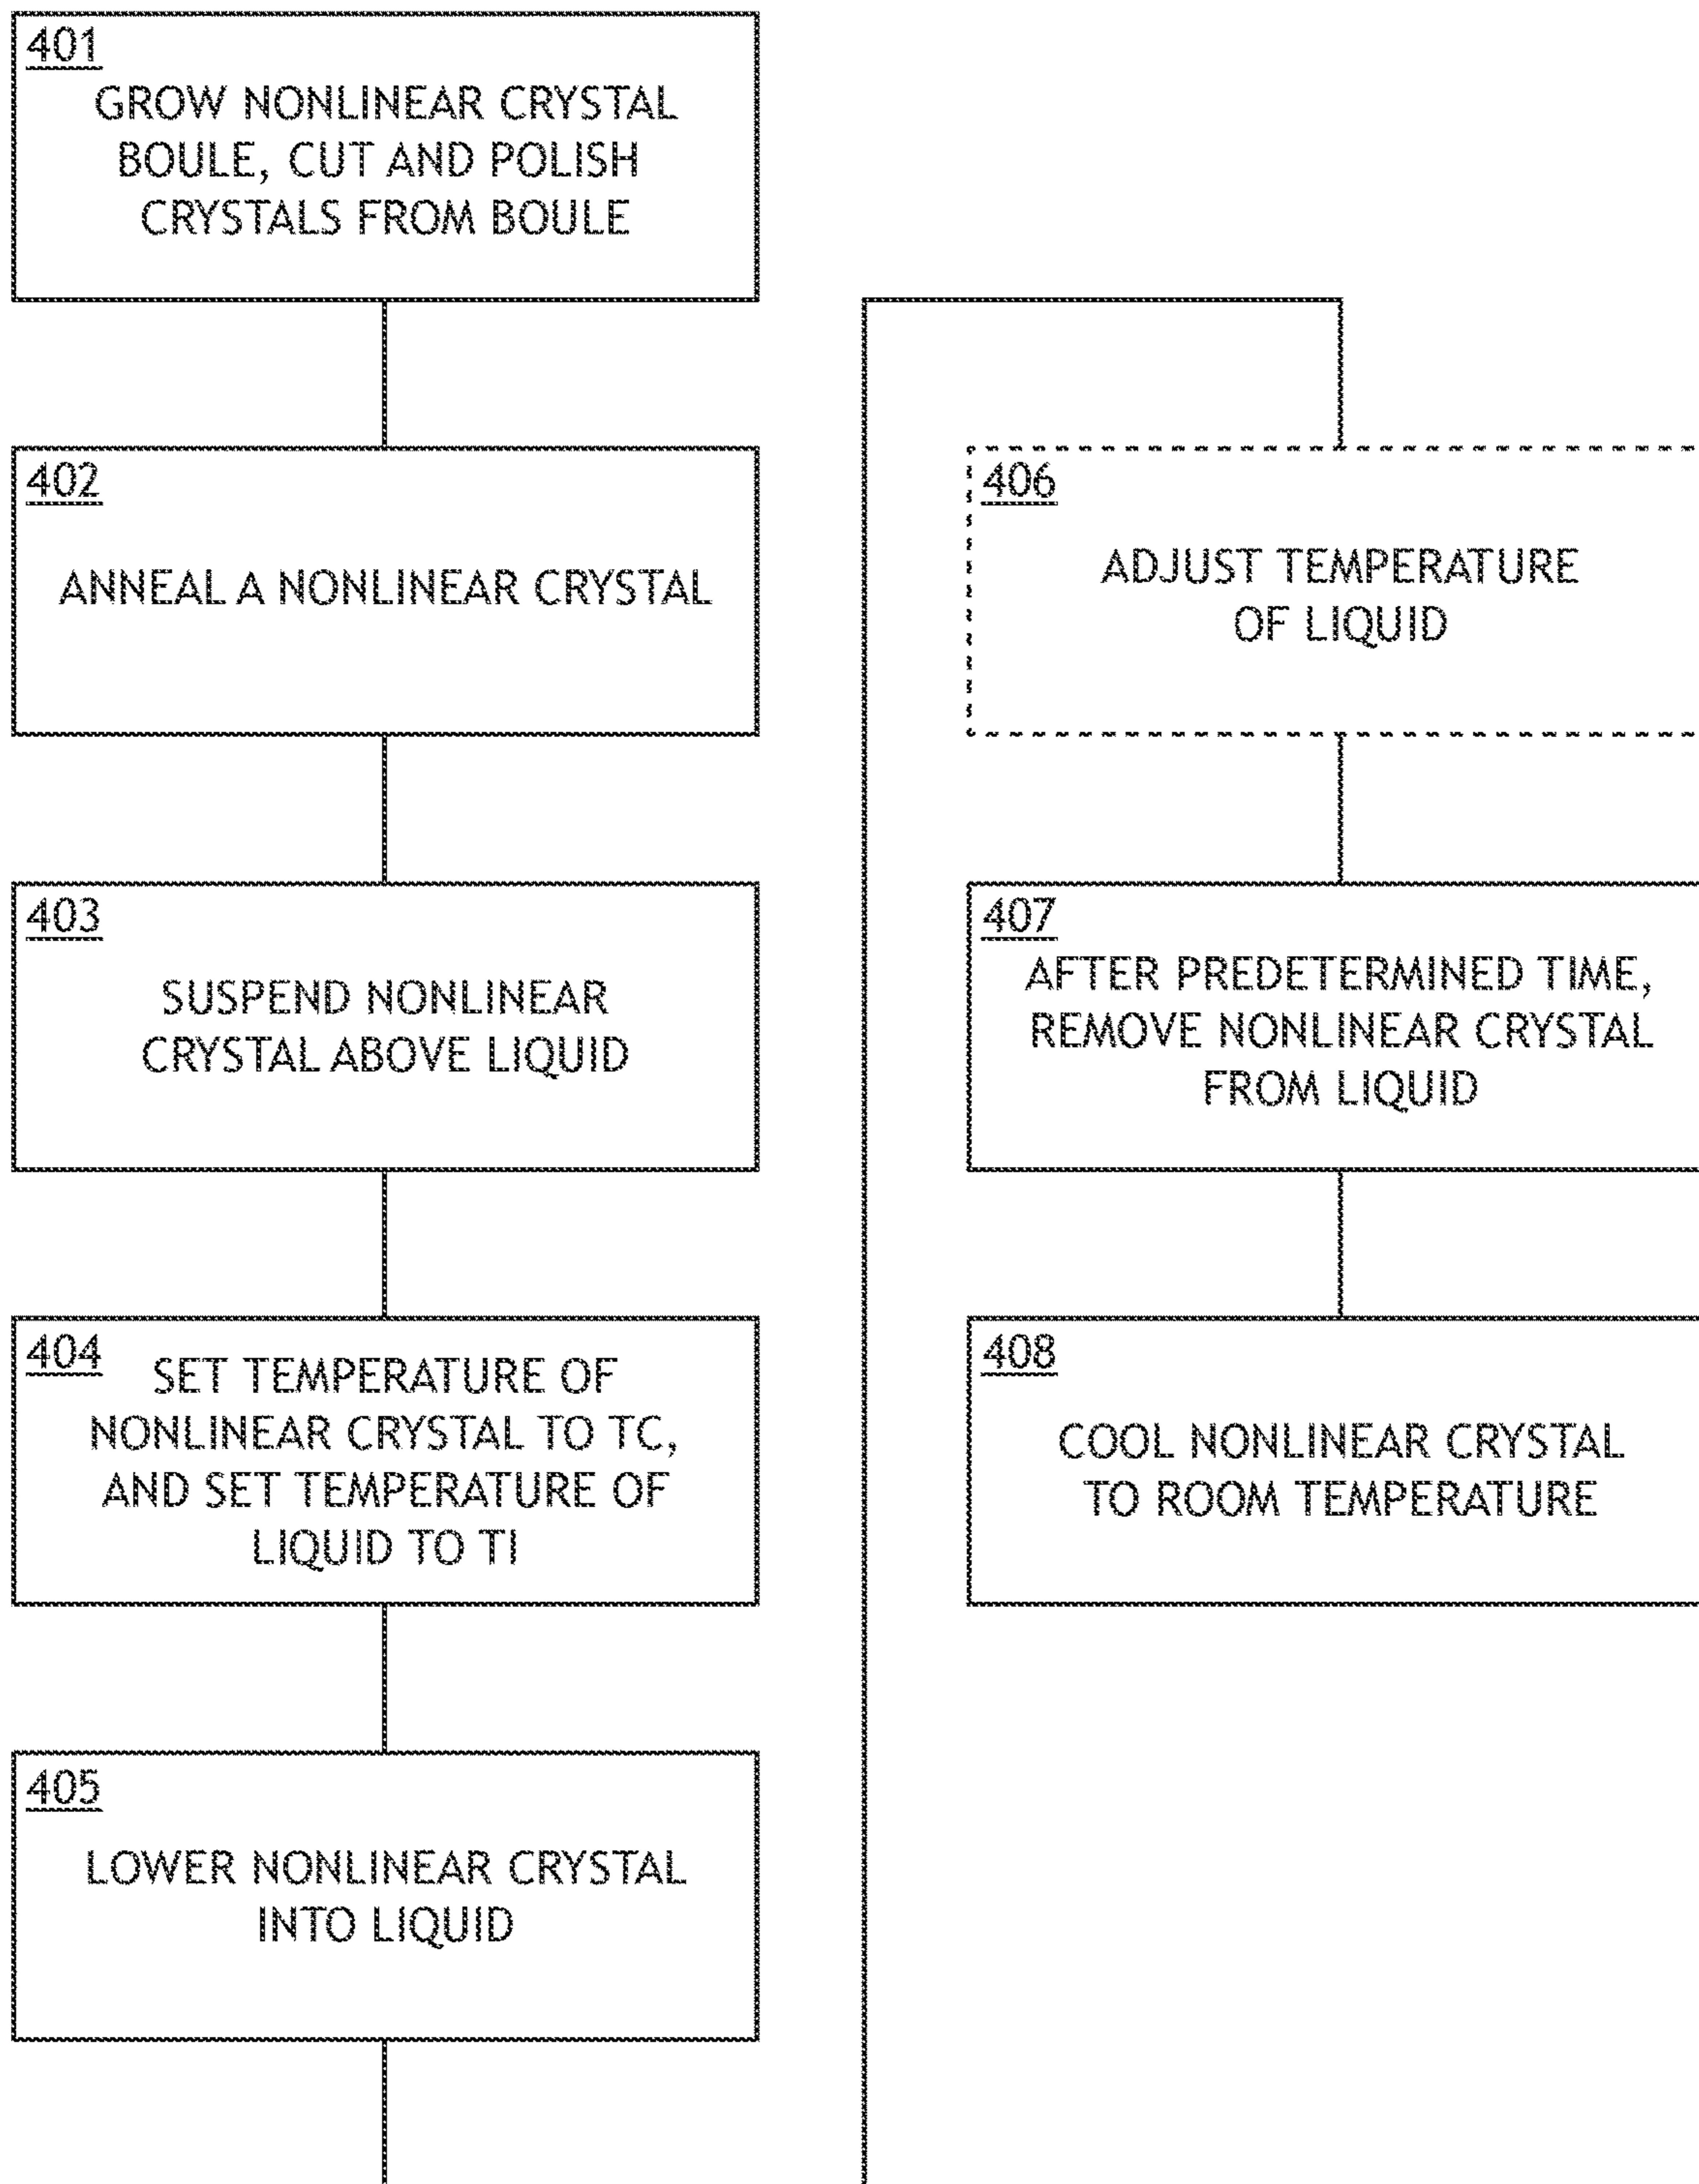 401
GROW NONLINEAR CRYSTAL
BOULE, CUT AND POLISH
CRYSTALS FROM BOULE
402
ANNEAL A NONLINEAR CRYSTAL
403
SUSPEND NONLINEAR
CRYSTAL ABOVE LIQUID
404
SET TEMPERATURE OF
NONLINEAR CRYSTAL TO TC,
AND SET TEMPERATURE OF
LIQUID TO TI
405
LOWER NONLINEAR CRYSTAL
INTO LIQUID
406
ADJUST TEMPERATURE
OF LIQUID
407
AFTER PREDETERMINED TIME,
REMOVE NONLINEAR CRYSTAL
FROM LIQUID
408
COOL NONLINEAR CRYSTAL
TO ROOM TEMPERATURE